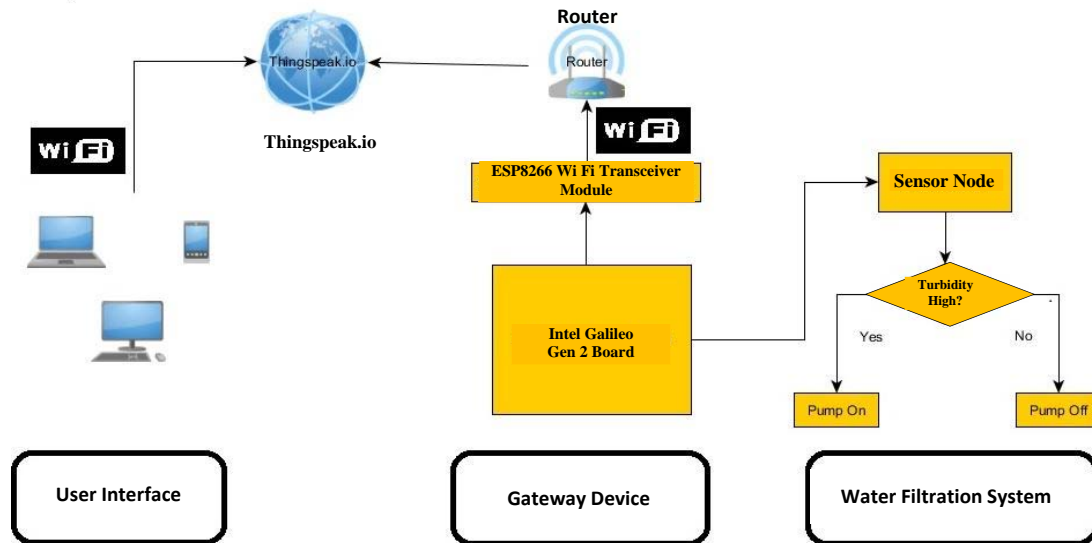 Router
Router
Thingspeak.io
Thingspeak.io
Wi Fi
Wi Fi
ESP8266 Wi Fi Transceiver
Module
Sensor Node
Turbidity
High?
Intel Galileo
Gen 2 Board
Yes
No
Pump On
Pump Off
User Interface
Gateway Device
Water Filtration System